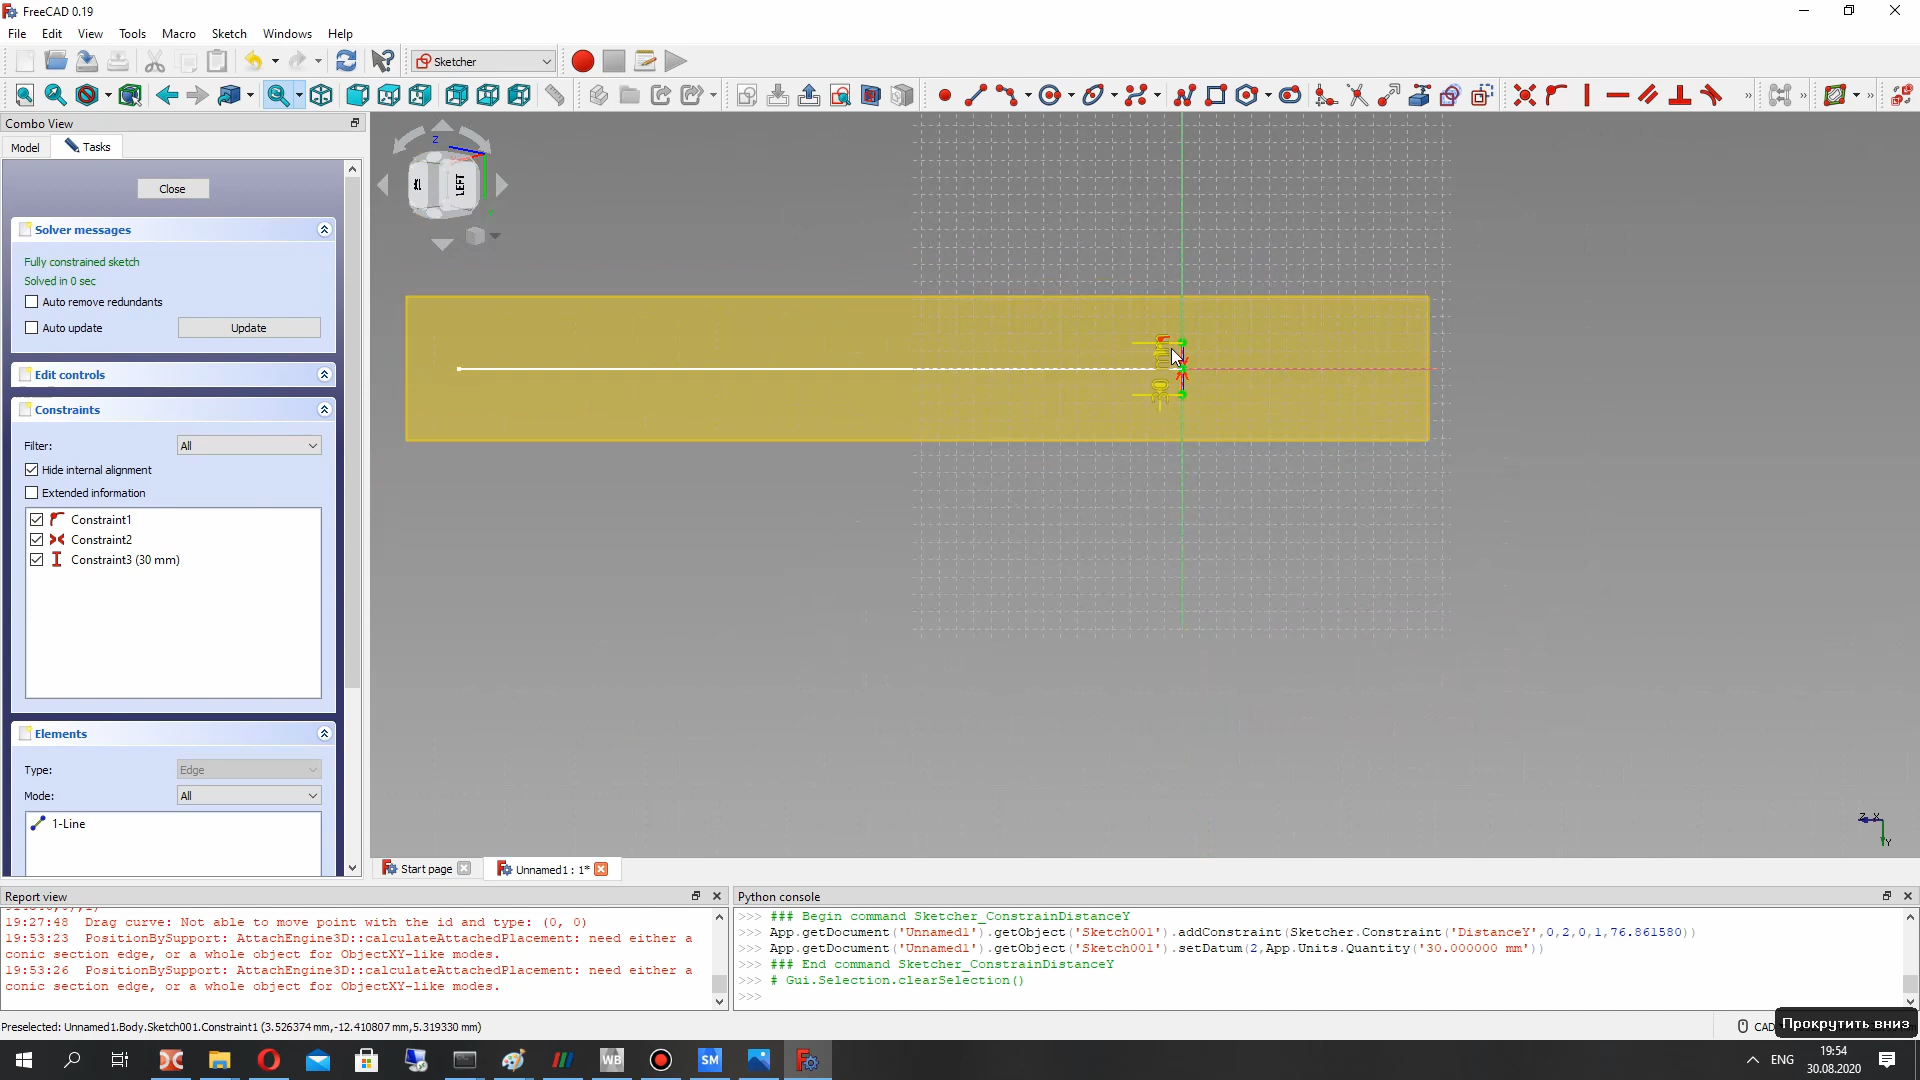 FreeCAD 0.19
File Edit View Tools Macro Sketch Windows Help
Sketcher
Combo View
Model Tasks
Close
Solver messages
Fully constrained sketch
Solved in 0 sec
Auto remove redundants
Auto update Update
Edit controls
Constraints
Filter: All
Hide internal alignment
Extended information
Constraint1
Constraint2
Constraint3 (30 mm)
Elements
Type: Edge
Mode: All
1-Line
Z
LEFT
Z X
Y
Start page Unnamed1 : 1*
Report view
19:27:48 Drag curve: Not able to move point with the id and type: (0, 0)
19:53:23 PositionBySupport: AttachEngine3D::calculateAttachedPlacement: need either a
conic section edge, or a whole object for ObjectXY-like modes.
19:53:26 PositionBySupport: AttachEngine3D::calculateAttachedPlacement: need either a
conic section edge, or a whole object for ObjectXY-like modes.
Python console
>>> ### Begin command Sketcher_ConstrainDistanceY
>>> App.getDocument('Unnamed1').getObject('Sketch001').addConstraint(Sketcher.Constraint('DistanceY',0,2,0,1,76.861580))
>>> App.getDocument('Unnamed1').getObject('Sketch001').setDatum(2,App.Units.Quantity('30.000000 mm'))
>>> ### End command Sketcher_ConstrainDistanceY
>>> # Gui.Selection.clearSelection()
>>>
Preselected: Unnamed1.Body.Sketch001.Constraint1 (3.526374 mm,-12.410807 mm,5.319330 mm)
CAD
Прокрутить вниз
WB
SM
ENG
19:54
30.08.2020